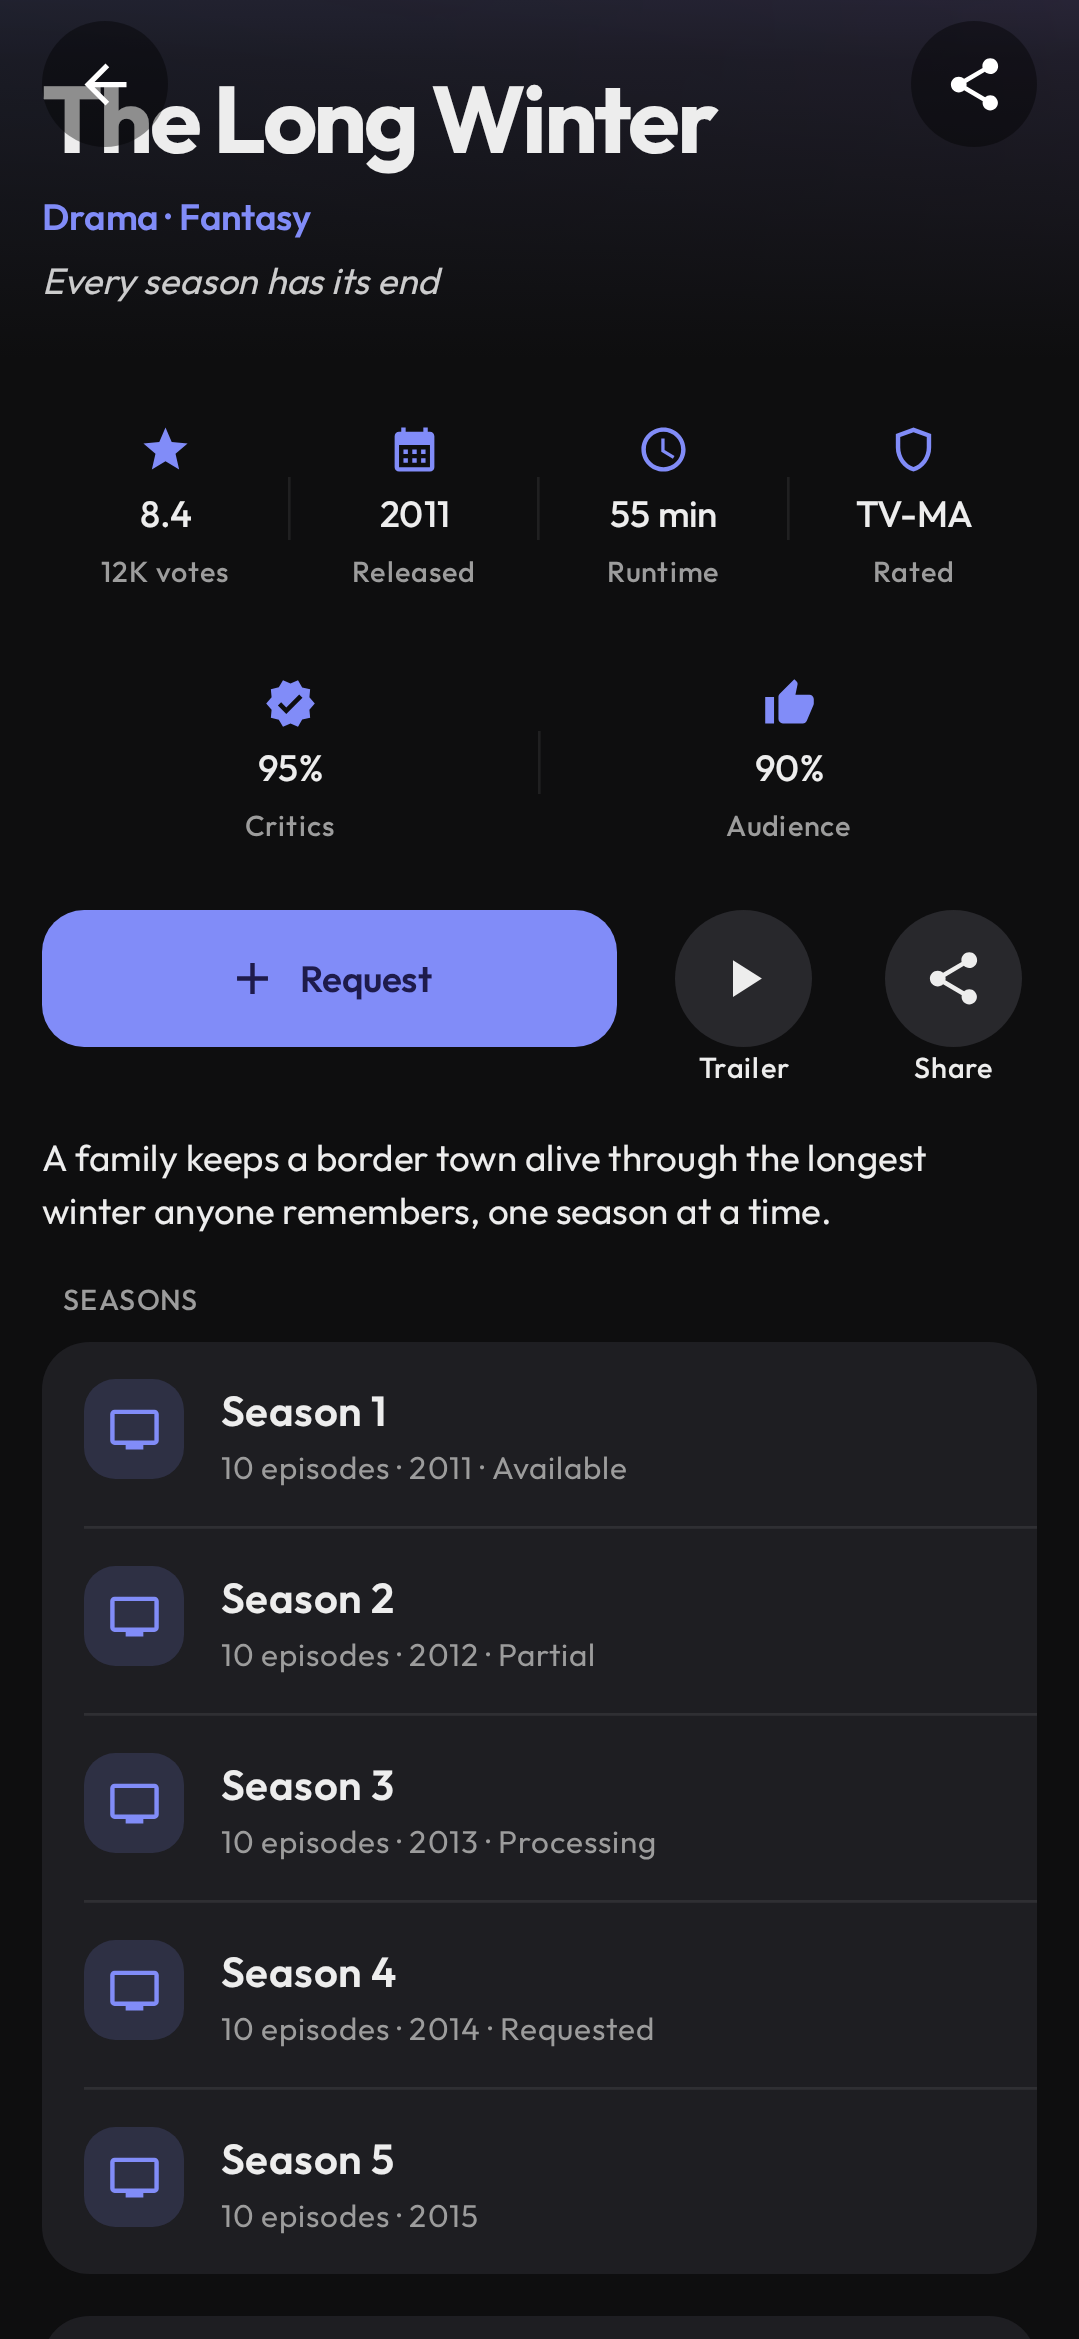 The Long Winter
Drama · Fantasy
Every season has its end
8.4
12K votes
2011
Released
55 min
Runtime
TV-MA
Rated
95%
Critics
90%
Audience
Request
Trailer
Share
A family keeps a border town alive through the longest
winter anyone remembers, one season at a time.
SEASONS
Season 1
10 episodes · 2011 · Available
Season 2
10 episodes · 2012 · Partial
Season 3
10 episodes · 2013 · Processing
Season 4
10 episodes · 2014 · Requested
Season 5
10 episodes · 2015